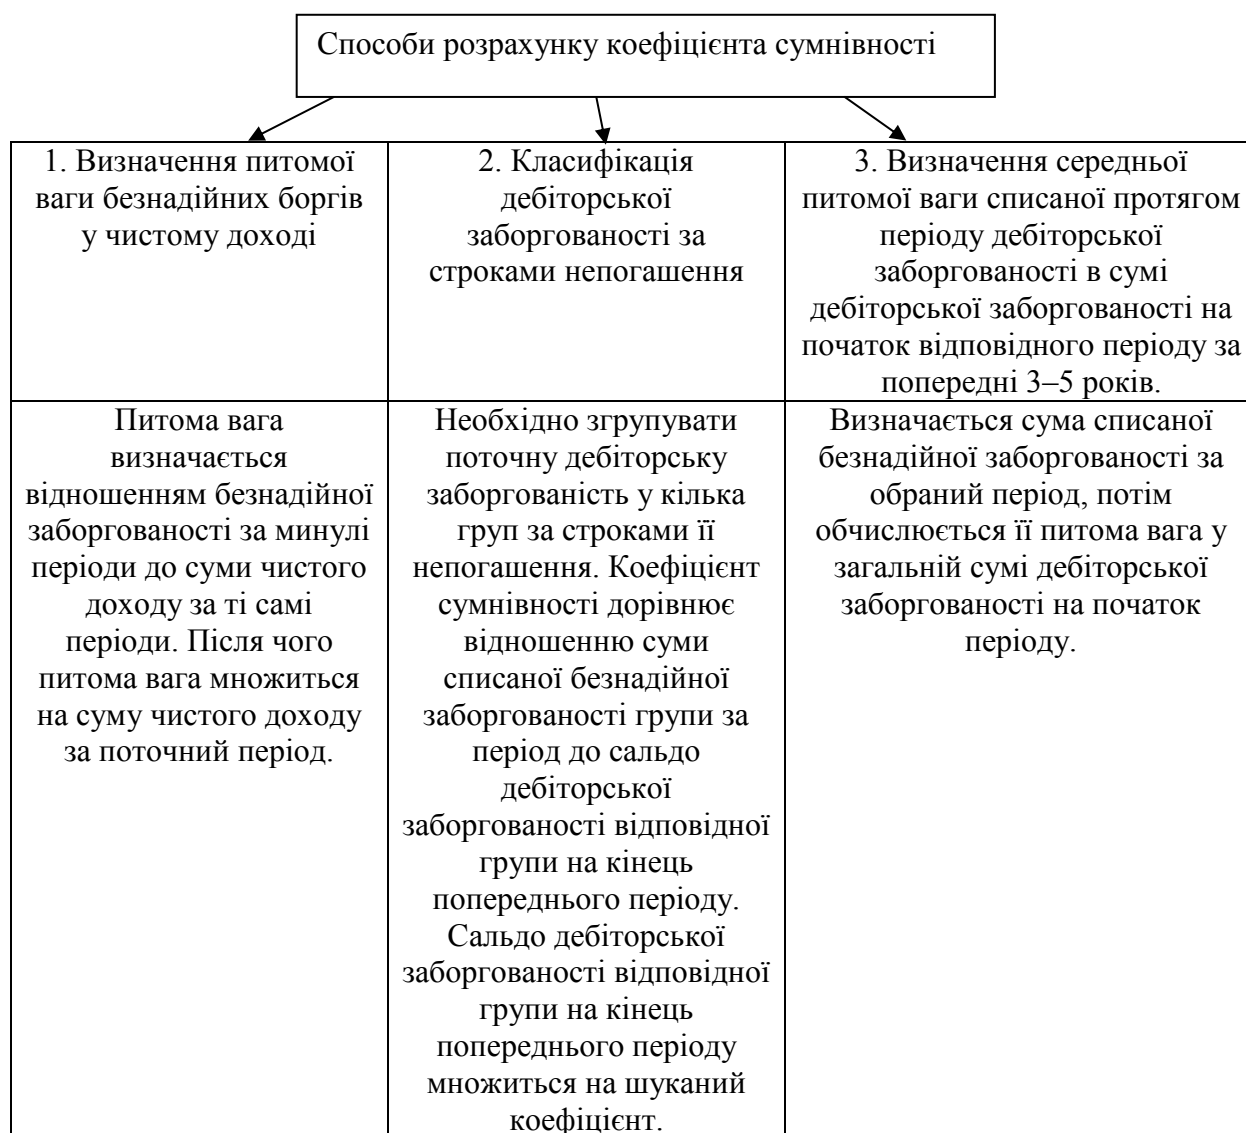 Способи розрахунку коефіцієнта сумнівності
1. Визначення питомої
ваги безнадійних боргів
у чистому доході
2. Класифікація
дебіторської
заборгованості за
строками непогашення
3. Визначення середньої
питомої ваги списаної протягом
періоду дебіторської
заборгованості в сумі
дебіторської заборгованості на
початок відповідного періоду за
попередні 3–5 років.
Питома вага
визначається
відношенням безнадійної
заборгованості за минулі
періоди до суми чистого
доходу за ті самі
періоди. Після чого
питома вага множиться
на суму чистого доходу
за поточний період.
Необхідно згрупувати
поточну дебіторську
заборгованість у кілька
груп за строками її
непогашення. Коефіцієнт
сумнівності дорівнює
відношенню суми
списаної безнадійної
заборгованості групи за
період до сальдо
дебіторської
заборгованості відповідної
групи на кінець
попереднього періоду.
Сальдо дебіторської
заборгованості відповідної
групи на кінець
попереднього періоду
множиться на шуканий
коефіцієнт.
Визначається сума списаної
безнадійної заборгованості за
обраний період, потім
обчислюється її питома вага у
загальній сумі дебіторської
заборгованості на початок
періоду.